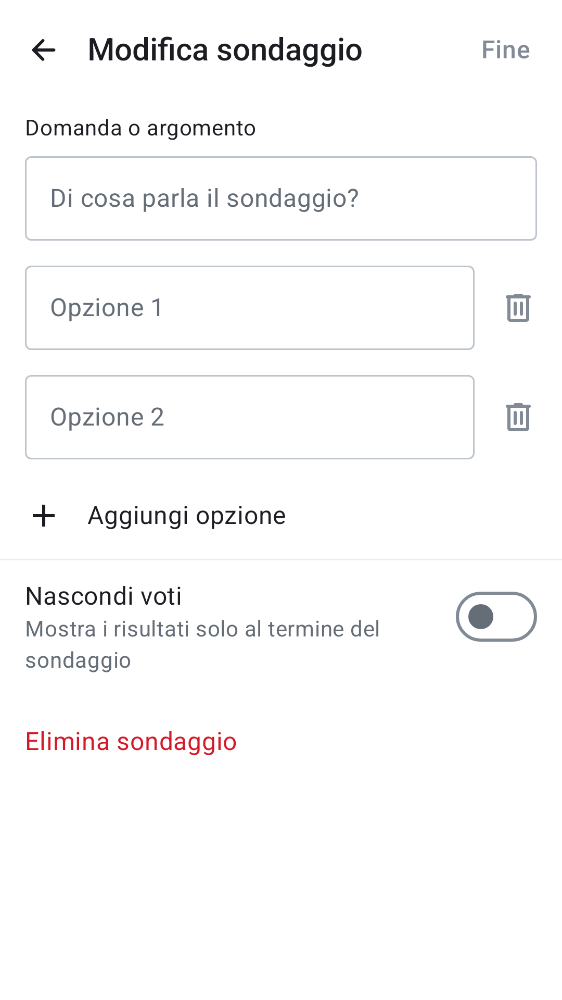 Modifica sondaggio
Fine
Domanda o argomento
Di cosa parla il sondaggio?
Opzione 1
Opzione 2
Aggiungi opzione
Nascondi voti
Mostra i risultati solo al termine del
sondaggio
Elimina sondaggio